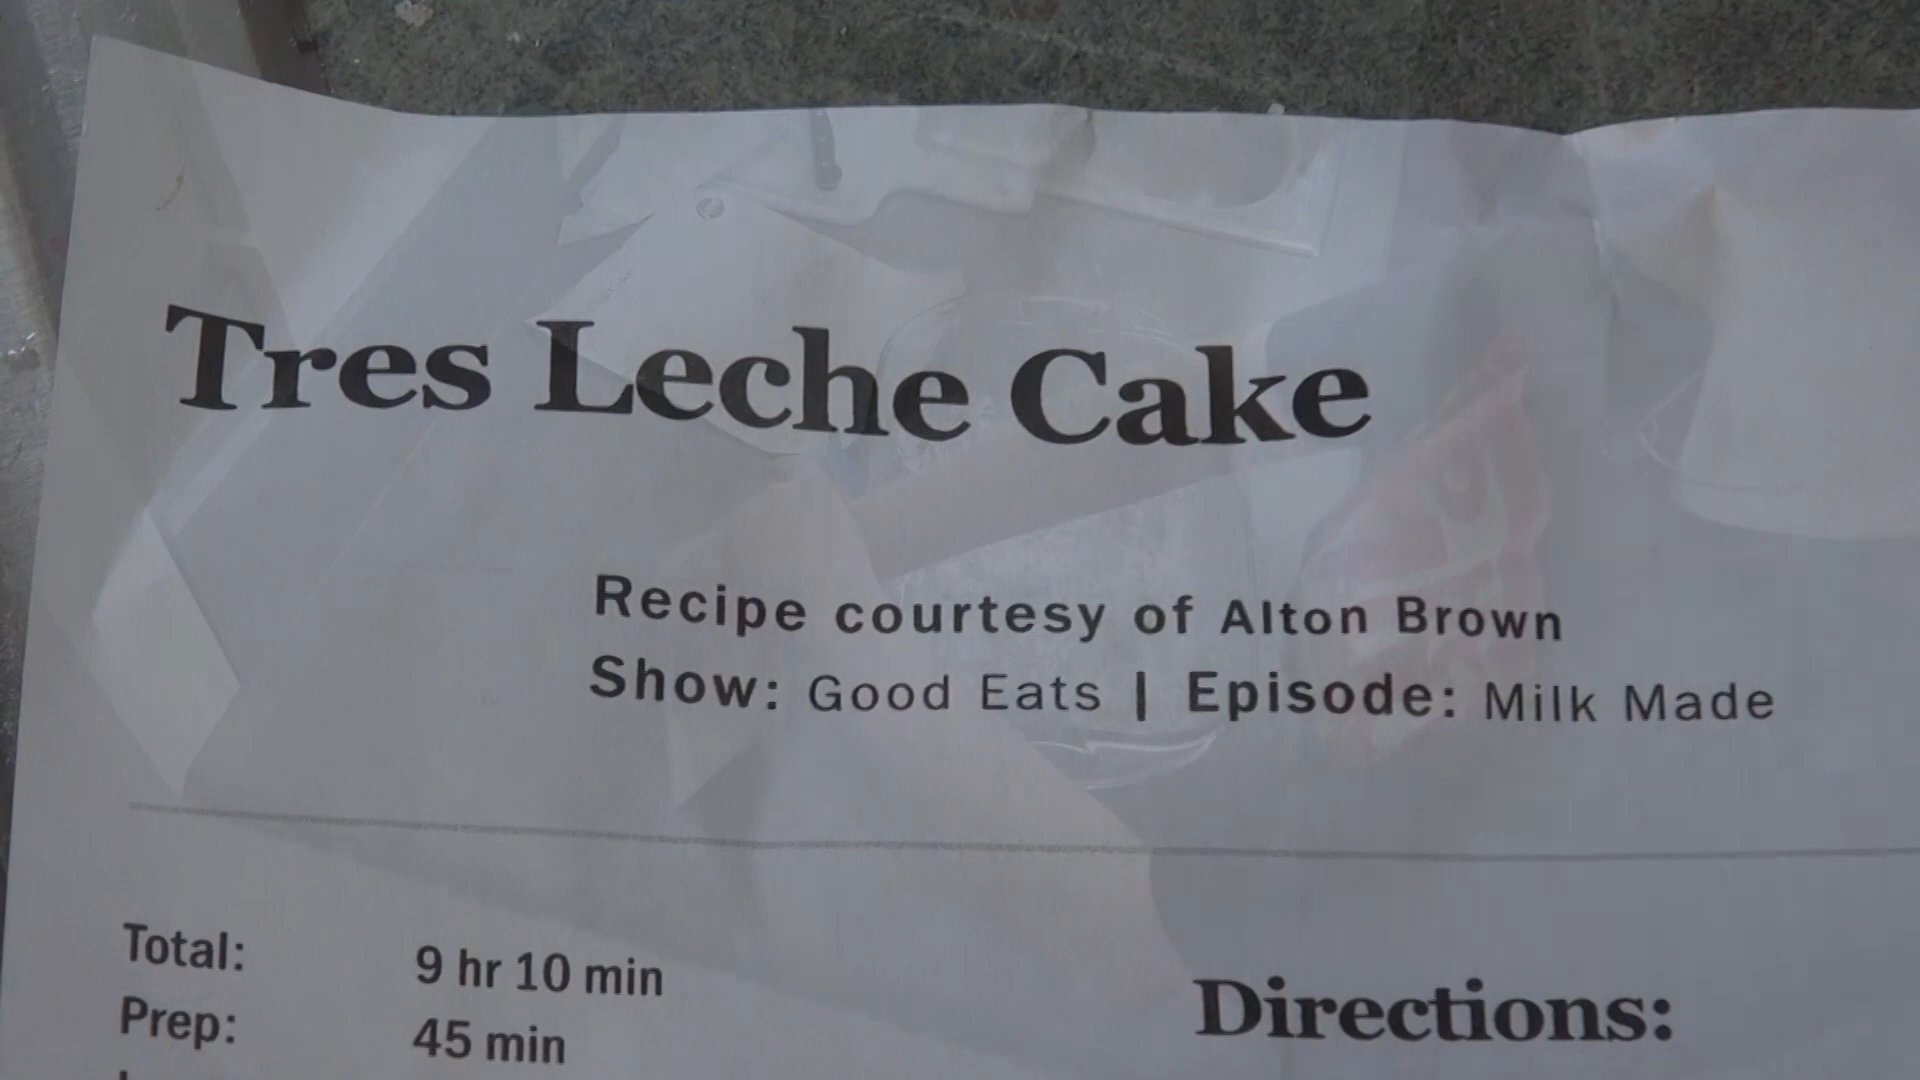 Tres Leche Cake
Recipe courtesy of Alton Brown
Show: Good Eats | Episode: Milk Made
Total: 9 hr 10 min
Prep: 45 min
Directions: